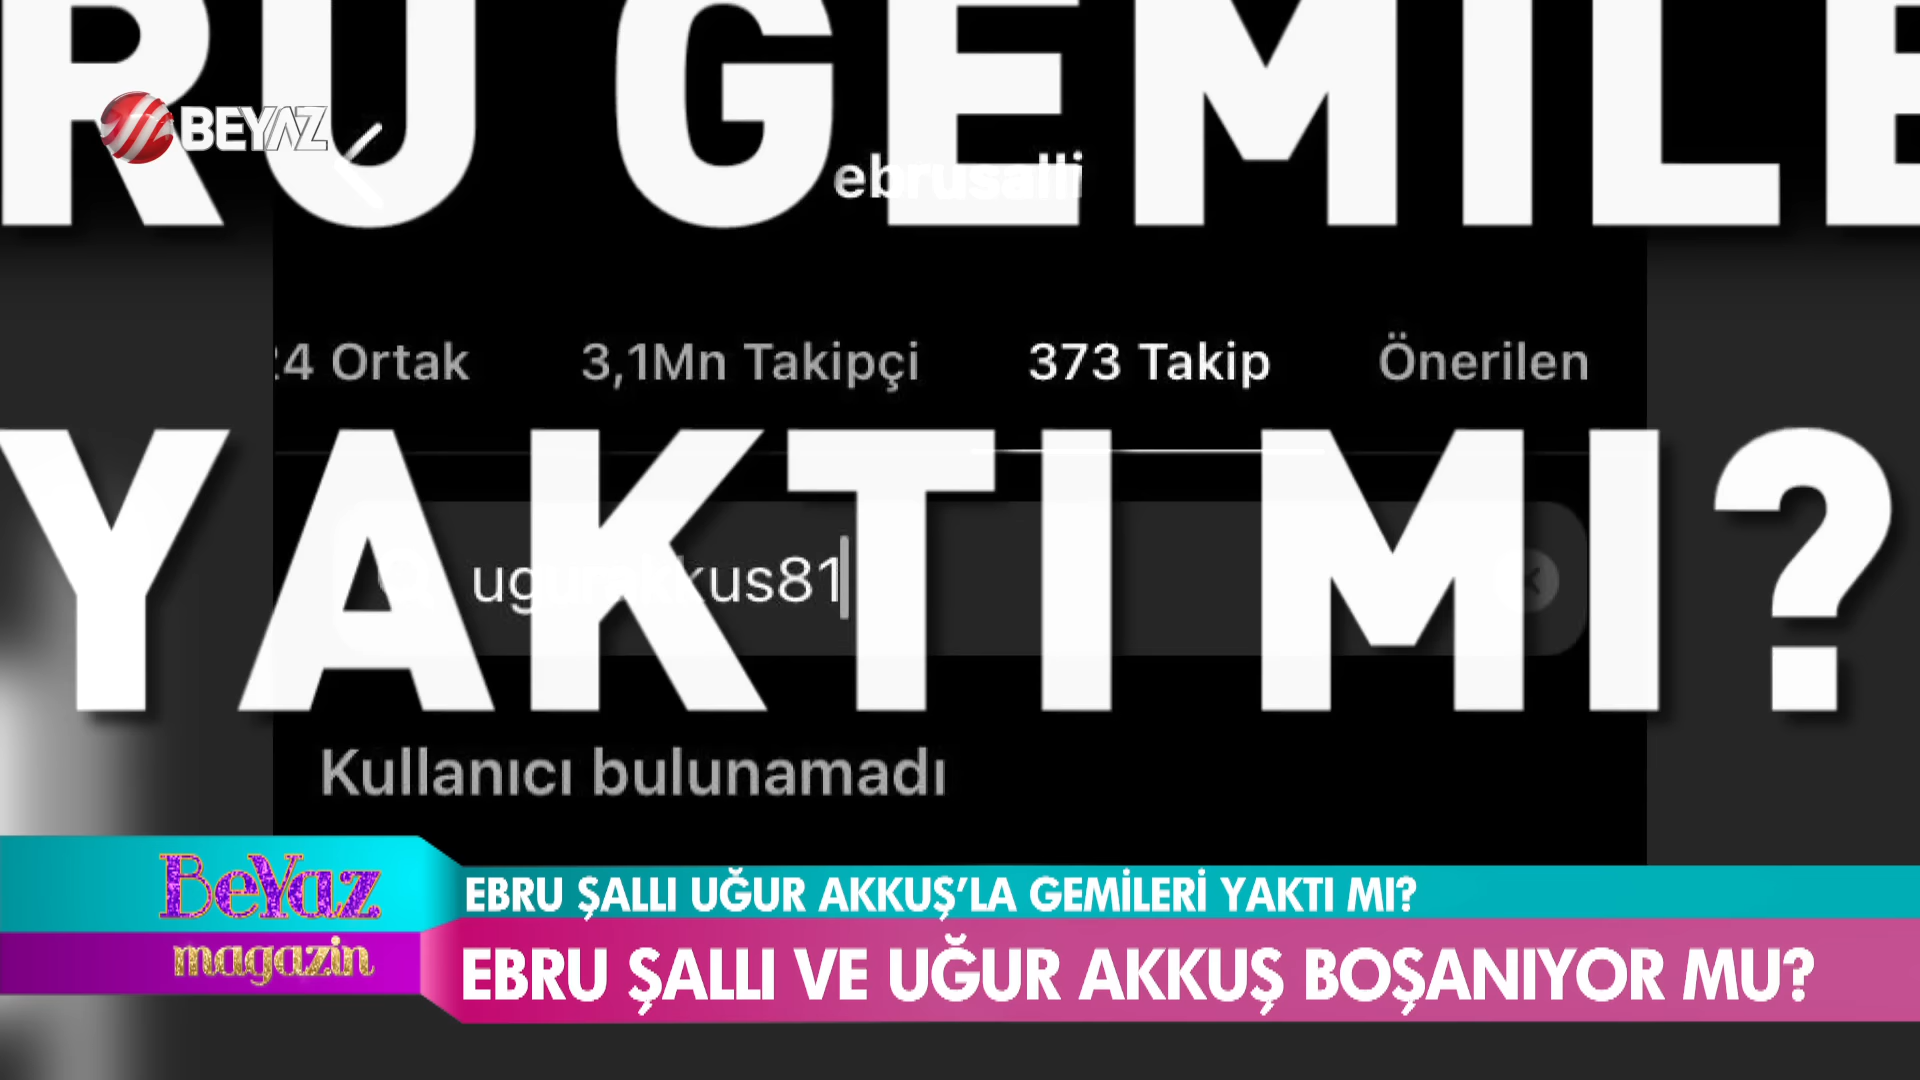 RU GEMİLE
BEYAZ
ebrusalli
24 Ortak 3,1Mn Takipçi 373 Takip Önerilen
YAKTI MI?
ugurakkus81
Kullanıcı bulunamadı
BeYaz
magazin
EBRU ŞALLI UĞUR AKKUŞ’LA GEMİLERİ YAKTI MI?
EBRU ŞALLI VE UĞUR AKKUŞ BOŞANIYOR MU?